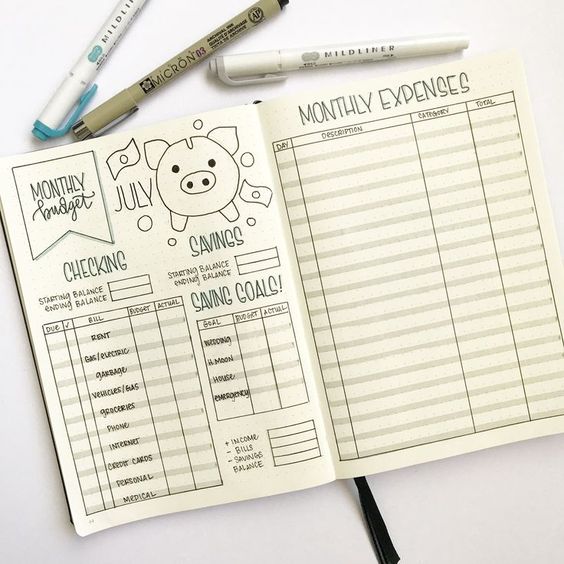 MILDLINER
MICRON 03
AP
MILDLINER
MONTHLY
budget
JULY
CHECKING
STARTING BALANCE
ENDING BALANCE
DUE ✓ BILL BUDGET ACTUAL
RENT
GAS/ELECTRIC
GARBAGE
VEHICLES/GAS
GROCERIES
PHONE
INTERNET
CREDIT CARDS
PERSONAL
MEDICAL
SAVINGS
STARTING BALANCE
ENDING BALANCE
SAVING GOALS!
GOAL BUDGET ACTUAL
WEDDING
H.MOON
HOUSE
EMERGENCY
+ INCOME
- BILLS
- SAVINGS
BALANCE
MONTHLY EXPENSES
DAY DESCRIPTION CATEGORY TOTAL